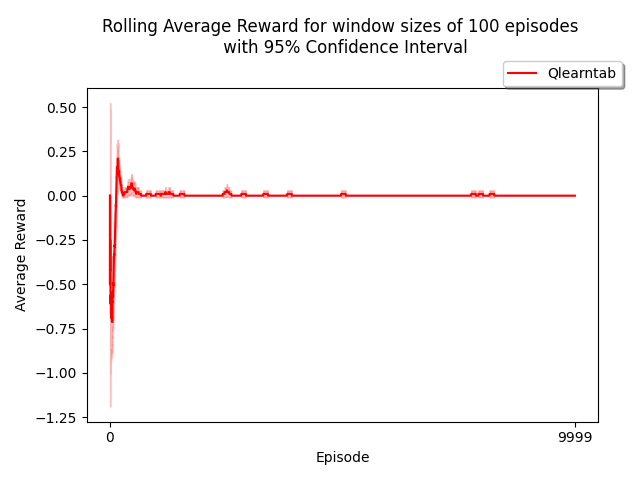 Rolling Average Reward for window sizes of 100 episodes
with 95% Confidence Interval
Qlearntab
0.50
0.25
0.00
−0.25
−0.50
−0.75
−1.00
−1.25
Average Reward
0 9999
Episode